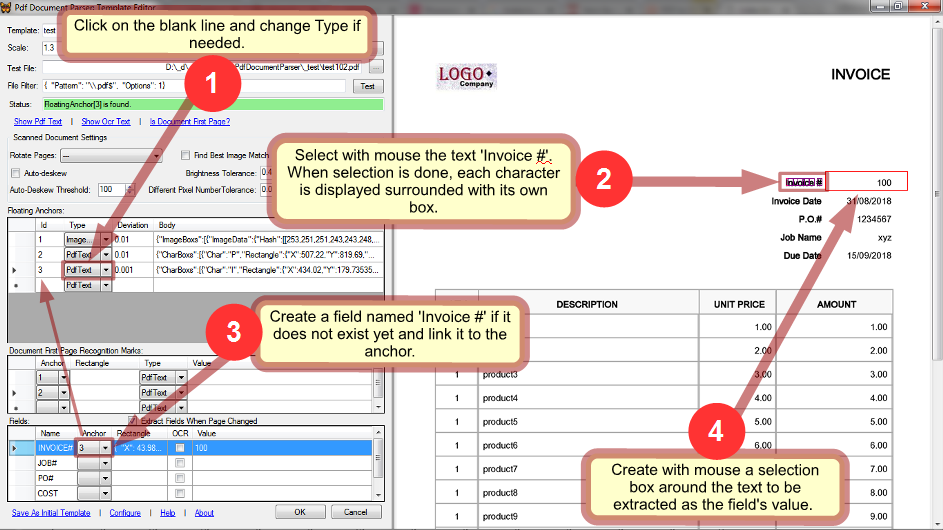 Pdf Document Parser: Template Editor
Template: test
Scale: 1.3
Test File: D:\_d\ PdfDocumentParser\_test\test102.pdf ...
File Filter: { "Pattern": "\\.pdf$", "Options": 1} Test
Status: FloatingAnchor[3] is found.
Show Pdf Text | Show Ocr Text | Is Document First Page?
Scanned Document Settings
Rotate Pages: --- Find Best Image Match
Auto-deskew Brightness Tolerance: 0.4
Auto-Deskew Threshold: 100 Different Pixel NumberTolerance: 0.0
Floating Anchors:
Id Type Deviation Body
1 Image... 0.01 {"ImageBoxs":[{"ImageData":{"Hash":[[253,251,251,243,243,248,...
2 PdfText 0.01 {"CharBoxs":[{"Char":"P","Rectangle":{"X":507.22,"Y":819.69,"...
3 PdfText 0.001 {"CharBoxs":[{"Char":"I","Rectangle":{"X":434.02,"Y":179.73535...
PdfText
Document First Page Recognition Marks:
Anchor Rectangle Type Value
1 PdfText
2 PdfText
PdfText
Fields: Extract Fields When Page Changed
Name Anchor Rectangle OCR Value
INVOICE# 3 "X": 43.98... 100
JOB#
PO#
COST
Save As Initial Template | Configure | Help | About OK Cancel
Click on the blank line and change Type if
needed.
1
Select with mouse the text 'Invoice #'.
When selection is done, each character
is displayed surrounded with its own
box.
2
Create a field named 'Invoice #' if it
does not exist yet and link it to the
anchor.
3
Create with mouse a selection
box around the text to be
extracted as the field's value.
4
LOGO
Company
INVOICE
Invoice # 100
Invoice Date 31/08/2018
P.O.# 1234567
Job Name xyz
Due Date 15/09/2018
DESCRIPTION UNIT PRICE AMOUNT
1.00 1.00
2.00 2.00
1 product3 3.00 3.00
1 product4 4.00 4.00
1 product5 5.00 5.00
1 product6 6.00 6.00
1 product7 7.00
1 product8 8.00
1 product9 9.00